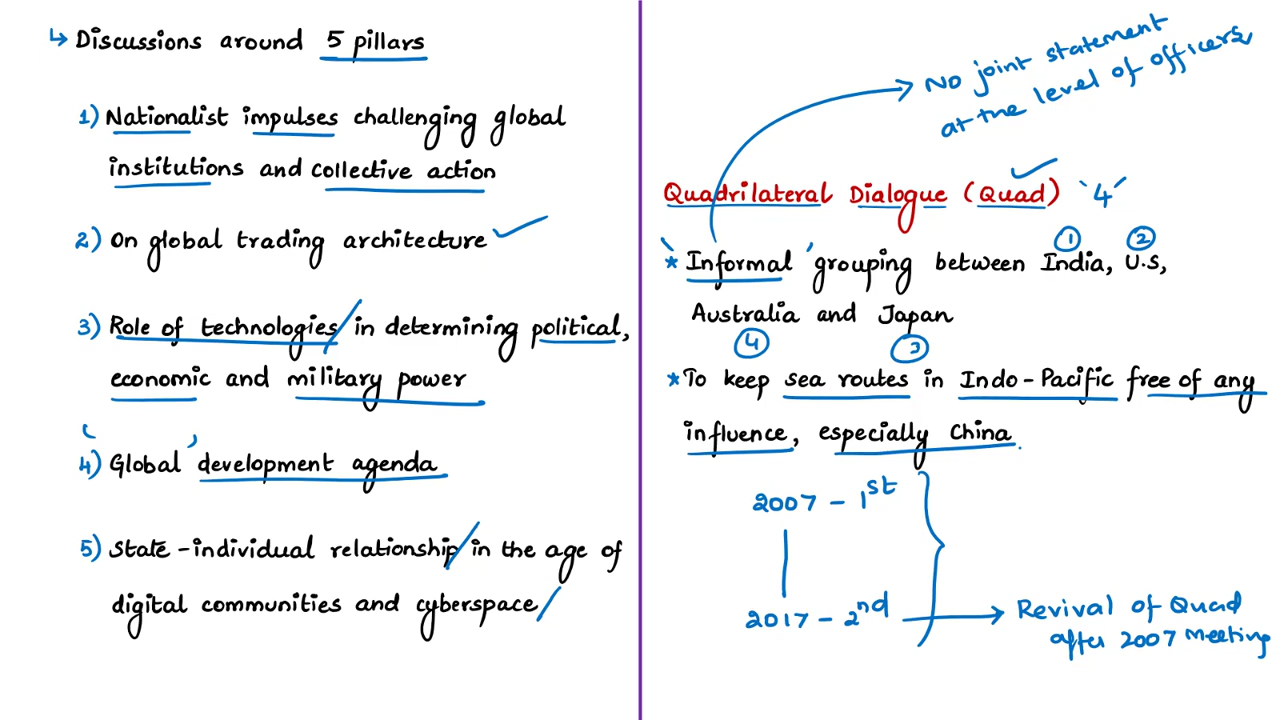 ↳ Discussions around 5 pillars
1) Nationalist impulses challenging global
institutions and collective action
2) On global trading architecture ✓
3) Role of technologies/ in determining political,
economic and military power
4) 'Global' development agenda
5) State-individual relationship/ in the age of
digital communities and cyberspace/
→ No joint statement
at the level of officers
Quadrilateral Dialogue (Quad) ✓ '4'
* 'Informal' grouping between India, ① U.S, ②
Australia and Japan
④ ③
* To keep sea routes in Indo-Pacific free of any
influence, especially China.
2007 - 1st
2017 - 2nd → Revival of Quad
after 2007 Meeting